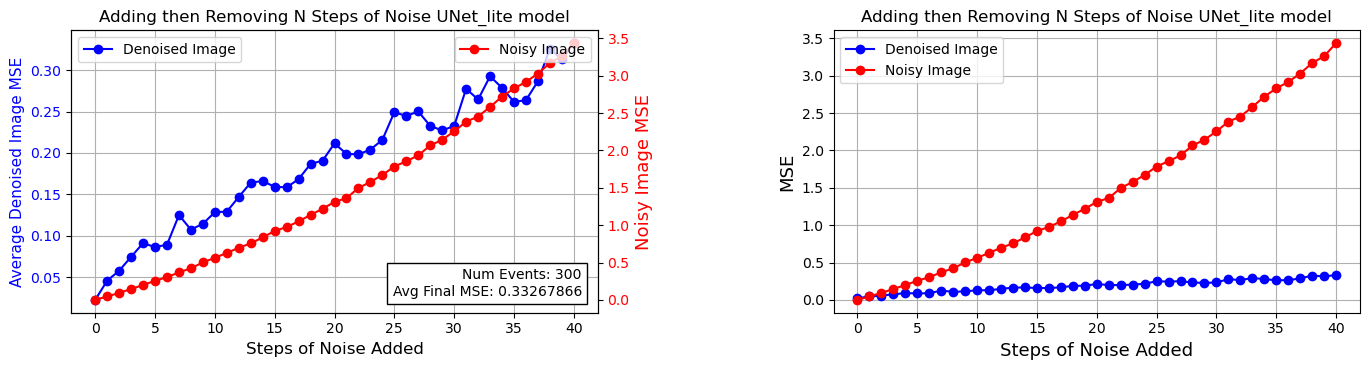 Adding then Removing N Steps of Noise UNet_lite model
Denoised Image
Noisy Image
Average Denoised Image MSE
0.30
0.25
0.20
0.15
0.10
0.05
3.5
3.0
2.5
2.0
1.5
1.0
0.5
0.0
Noisy Image MSE
Num Events: 300
Avg Final MSE: 0.33267866
0 5 10 15 20 25 30 35 40
Steps of Noise Added
Adding then Removing N Steps of Noise UNet_lite model
Denoised Image
Noisy Image
MSE
3.5
3.0
2.5
2.0
1.5
1.0
0.5
0.0
0 5 10 15 20 25 30 35 40
Steps of Noise Added